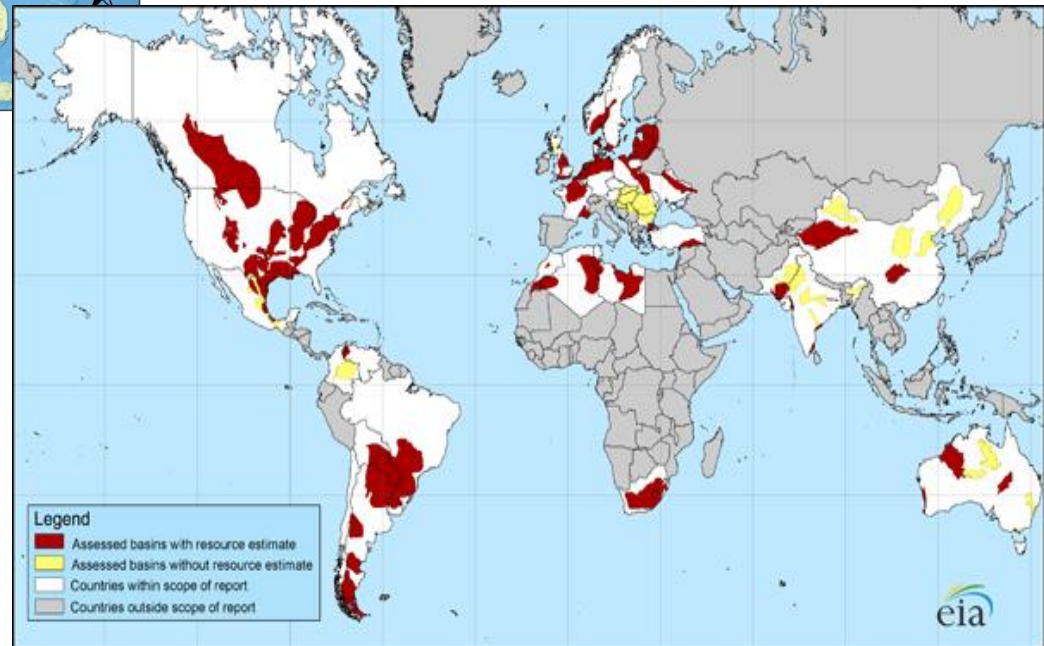 Legend
Assessed basins with resource estimate
Assessed basins without resource estimate
Countries within scope of report
Countries outside scope of report
eia